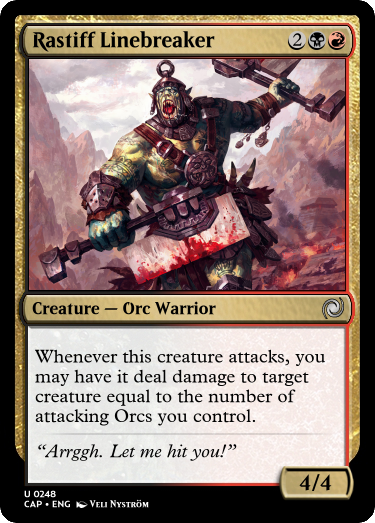 Rastiff Linebreaker 2
Creature — Orc Warrior
Whenever this creature attacks, you
may have it deal damage to target
creature equal to the number of
attacking Orcs you control.
“Arrggh. Let me hit you!”
4/4
U 0248
CAP • ENG VELI NYSTRÖM